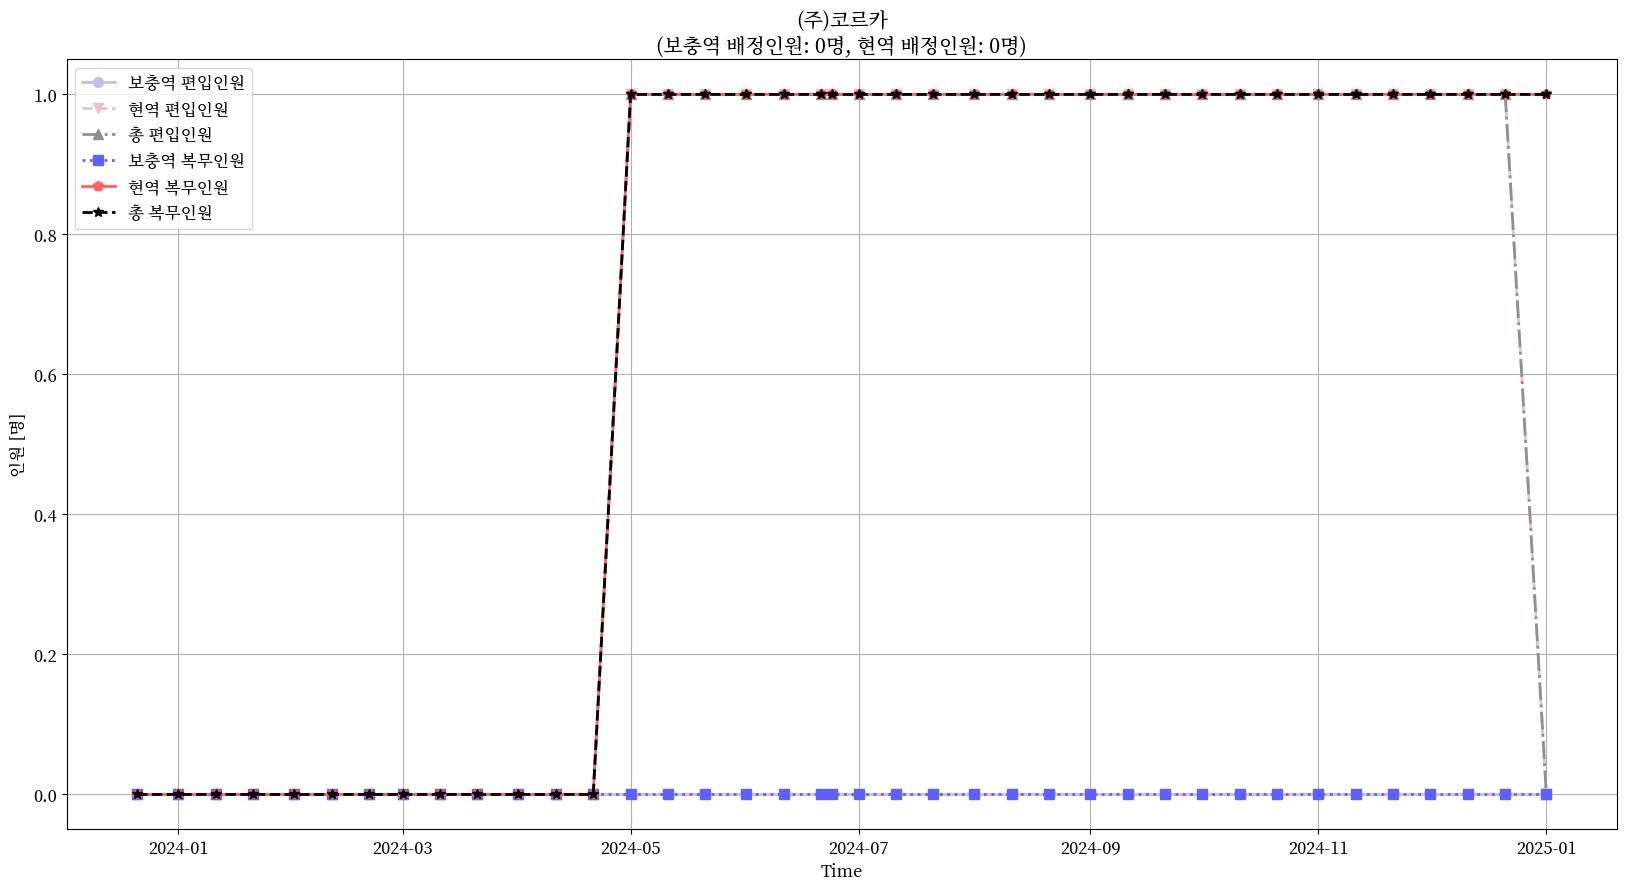 (주)코르카
(보충역 배정인원: 0명, 현역 배정인원: 0명)
보충역 편입인원
현역 편입인원
총 편입인원
보충역 복무인원
현역 복무인원
총 복무인원
인원 [명]
1.0
0.8
0.6
0.4
0.2
0.0
2024-01
2024-03
2024-05
2024-07
2024-09
2024-11
2025-01
Time